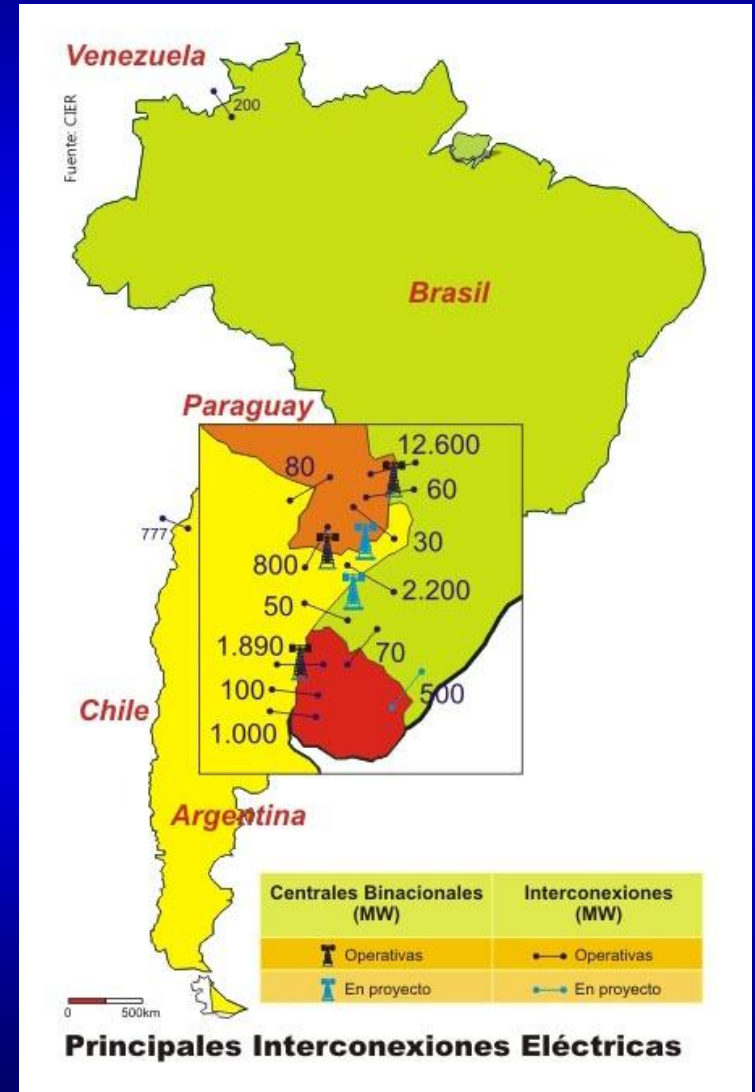 Venezuela
Fuente: CIER
200
Brasil
Paraguay
12.600
80
60
777
30
800
2.200
50
1.890
70
100
500
Chile
1.000
Argentina
Centrales Binacionales
(MW)
Interconexiones
(MW)
Operativas
Operativas
En proyecto
En proyecto
0
500km
Principales Interconexiones Eléctricas